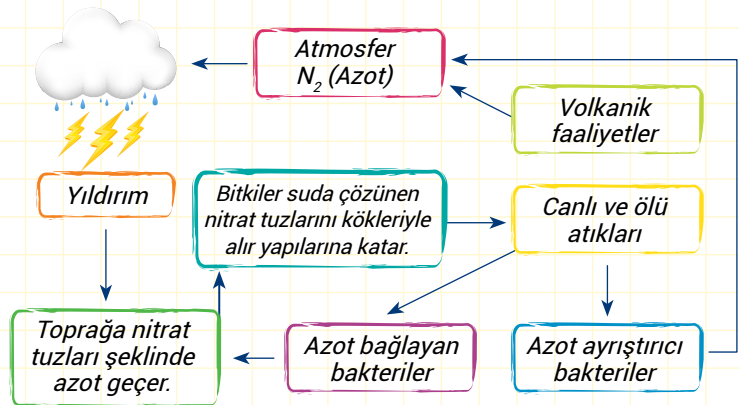 Atmosfer
N₂ (Azot)
Volkanik
faaliyetler
Yıldırım
Bitkiler suda çözünen
nitrat tuzlarını kökleriyle
alır yapılarına katar.
Canlı ve ölü
atıkları
Toprağa nitrat
tuzları şeklinde
azot geçer.
Azot bağlayan
bakteriler
Azot ayrıştırıcı
bakteriler